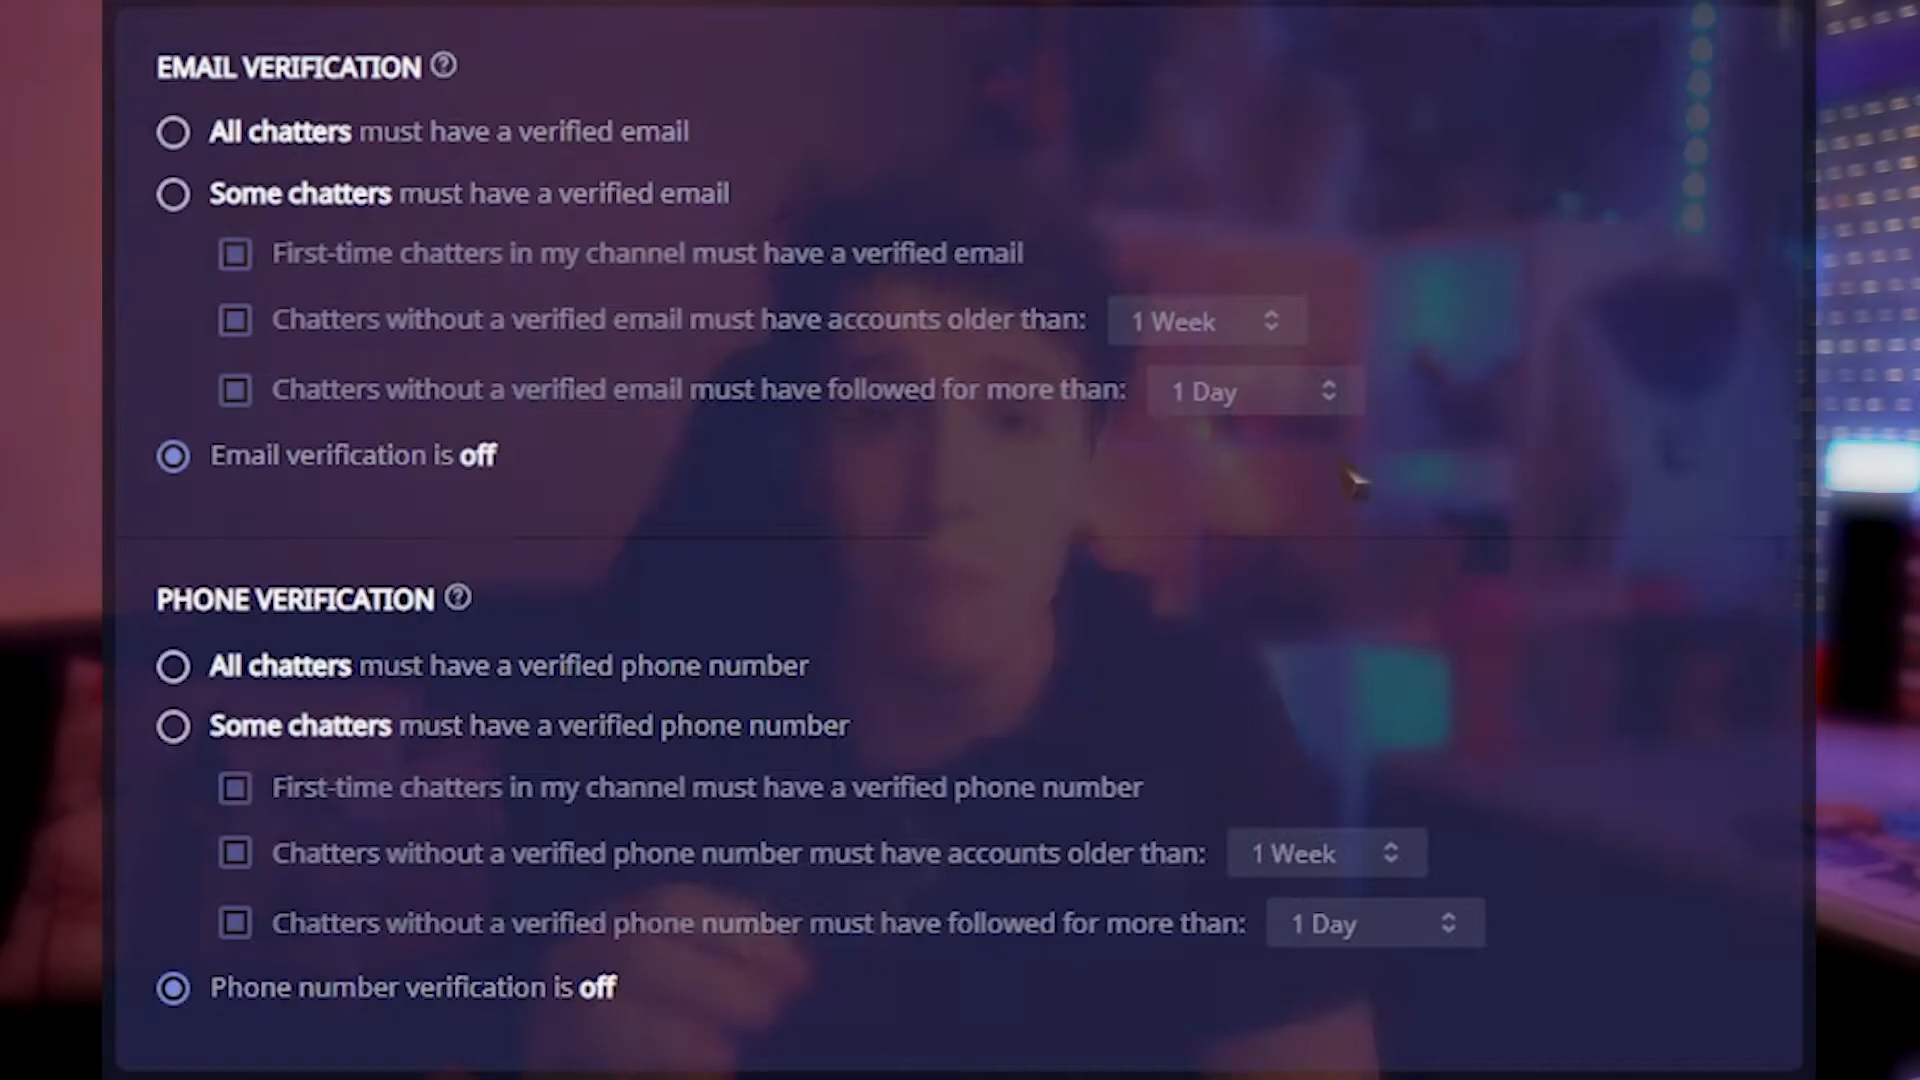 EMAIL VERIFICATION ?
All chatters must have a verified email
Some chatters must have a verified email
First-time chatters in my channel must have a verified email
Chatters without a verified email must have accounts older than: 1 Week
Chatters without a verified email must have followed for more than: 1 Day
Email verification is off
PHONE VERIFICATION ?
All chatters must have a verified phone number
Some chatters must have a verified phone number
First-time chatters in my channel must have a verified phone number
Chatters without a verified phone number must have accounts older than: 1 Week
Chatters without a verified phone number must have followed for more than: 1 Day
Phone number verification is off